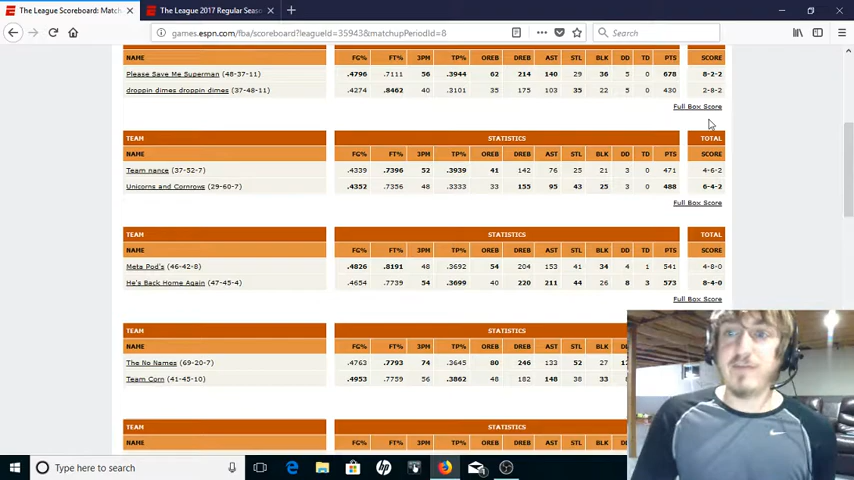 The League Scoreboard: Match
The League 2017 Regular Seaso
games.espn.com/fba/scoreboard?leagueId=35943&matchupPeriodId=8
Search
NAME FG% FT% 3PM TP% OREB DREB AST STL BLK DD TD PTS SCORE
Please Save Me Superman (48-37-11) .4796 .7111 56 .3944 62 214 140 29 36 5 0 678 8-2-2
droppin dimes droppin dimes (37-48-11) .4274 .8462 40 .3101 35 175 103 35 22 5 0 430 2-8-2
Full Box Score
TEAM STATISTICS TOTAL
NAME FG% FT% 3PM TP% OREB DREB AST STL BLK DD TD PTS SCORE
Team nance (37-52-7) .4339 .7396 52 .3939 41 142 76 25 21 3 0 471 4-6-2
Unicorns and Cornrows (29-60-7) .4352 .7356 48 .3333 33 155 95 43 25 3 0 488 6-4-2
Full Box Score
TEAM STATISTICS TOTAL
NAME FG% FT% 3PM TP% OREB DREB AST STL BLK DD TD PTS SCORE
Meta Pod's (46-42-8) .4826 .8191 48 .3692 54 204 153 41 34 4 1 541 4-8-0
He's Back Home Again (47-45-4) .4654 .7739 54 .3699 40 220 211 44 26 8 3 573 8-4-0
Full Box Score
TEAM STATISTICS
NAME FG% FT% 3PM TP% OREB DREB AST STL BLK
The No Names (69-20-7) .4763 .7793 74 .3645 80 246 133 52 27
Team Corn (41-45-10) .4953 .7759 56 .3862 48 182 148 38 33
TEAM STATISTICS
NAME FG% FT% 3PM TP% OREB DREB AST STL BLK
Type here to search
hp